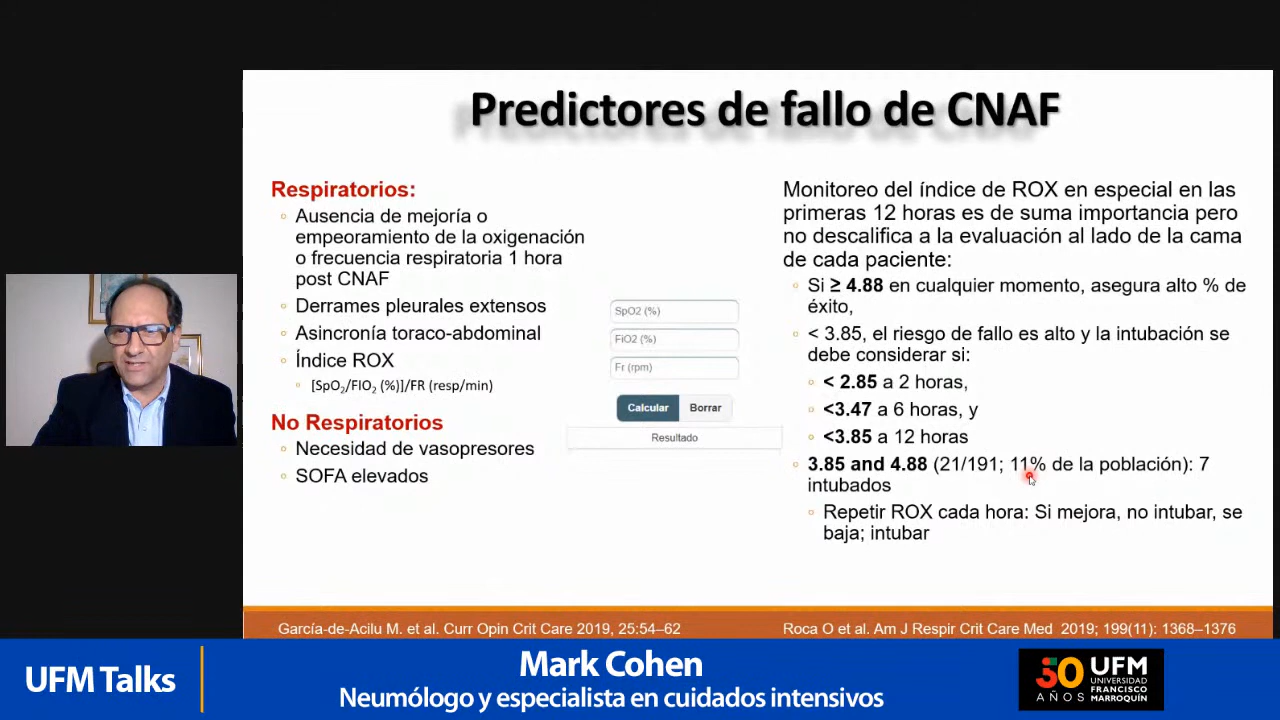 Predictores de fallo de CNAF
Respiratorios:
Ausencia de mejoría o
empeoramiento de la oxigenación
o frecuencia respiratoria 1 hora
post CNAF
Derrames pleurales extensos
Asincronía toraco-abdominal
Índice ROX
[SpO2/FIO2 (%)]/FR (resp/min)
No Respiratorios
Necesidad de vasopresores
SOFA elevados
SpO2 (%)
FiO2 (%)
Fr (rpm)
Calcular Borrar
Resultado
Monitoreo del índice de ROX en especial en las
primeras 12 horas es de suma importancia pero
no descalifica a la evaluación al lado de la cama
de cada paciente:
Si ≥ 4.88 en cualquier momento, asegura alto % de
éxito,
< 3.85, el riesgo de fallo es alto y la intubación se
debe considerar si:
< 2.85 a 2 horas,
<3.47 a 6 horas, y
<3.85 a 12 horas
3.85 and 4.88 (21/191; 11% de la población): 7
intubados
Repetir ROX cada hora: Si mejora, no intubar, se
baja; intubar
García-de-Acilu M. et al. Curr Opin Crit Care 2019, 25:54–62
Roca O et al. Am J Respir Crit Care Med 2019; 199(11): 1368–1376
UFM Talks
Mark Cohen
Neumólogo y especialista en cuidados intensivos
50
AÑOS
UFM
UNIVERSIDAD
FRANCISCO
MARROQUÍN